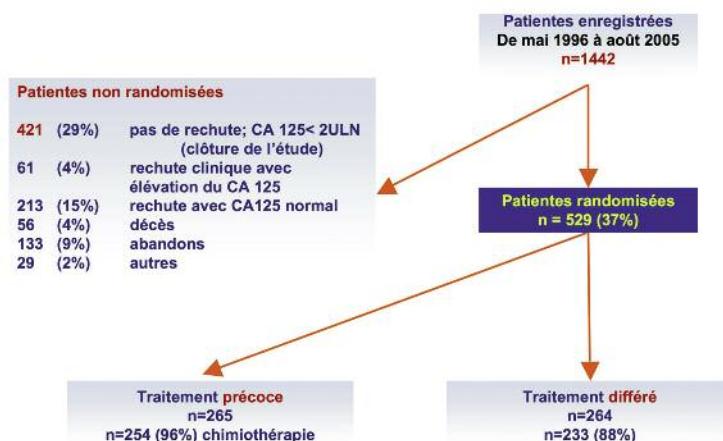 Patientes enregistrées
De mai 1996 à août 2005
n=1442
Patientes non randomisées
421 (29%) pas de rechute; CA 125< 2ULN
(clôture de l'étude)
61 (4%) rechute clinique avec
élévation du CA 125
213 (15%) rechute avec CA125 normal
56 (4%) décès
133 (9%) abandons
29 (2%) autres
Patientes randomisées
n = 529 (37%)
Traitement précoce
n=265
n=254 (96%) chimiothérapie
Traitement différé
n=264
n=233 (88%)